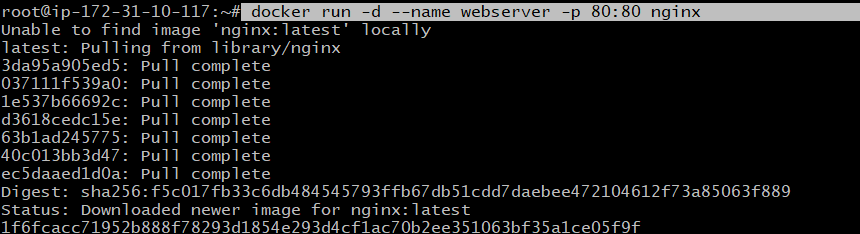 root@ip-172-31-10-117:~# docker run -d --name webserver -p 80:80 nginx
Unable to find image 'nginx:latest' locally
latest: Pulling from library/nginx
3da95a905ed5: Pull complete
037111f539a0: Pull complete
1e537b66692c: Pull complete
d3618cedc15e: Pull complete
63b1ad245775: Pull complete
40c013bb3d47: Pull complete
ec5daaed1d0a: Pull complete
Digest: sha256:f5c017fb33c6db484545793ffb67db51cdd7daebee472104612f73a85063f889
Status: Downloaded newer image for nginx:latest
1f6fcacc71952b888f78293d1854e293d4cf1ac70b2ee351063bf35a1ce05f9f